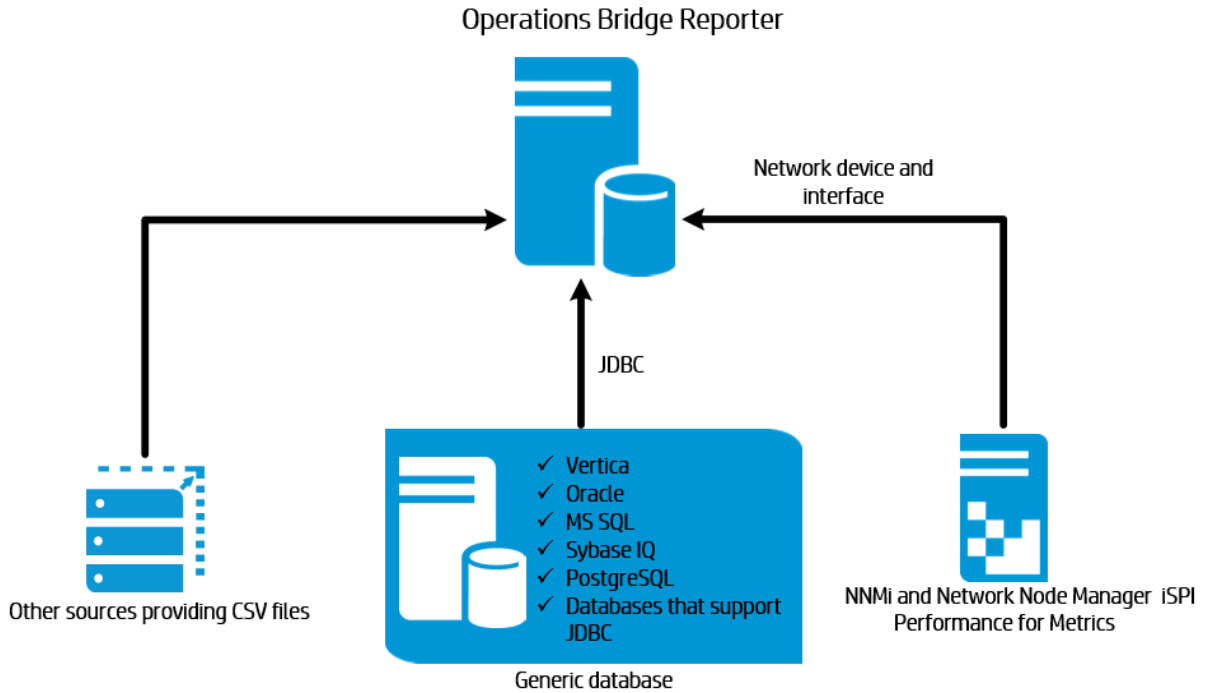 Operations Bridge Reporter
Network device and
interface
JDBC
✓ Vertica
✓ Oracle
✓ MS SQL
✓ Sybase IQ
✓ PostgreSQL
✓ Databases that support
JDBC
Other sources providing CSV files
NNMi and Network Node Manager iSPI
Performance for Metrics
Generic database